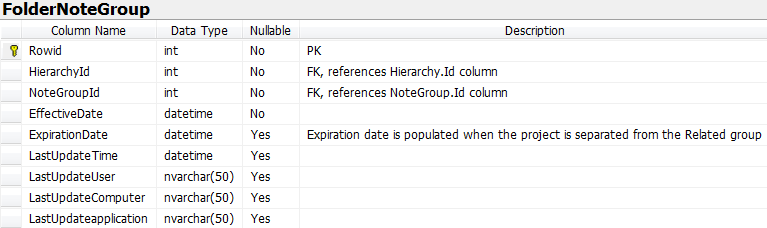 FolderNoteGroup
Column Name Data Type Nullable Description
Rowid int No PK
HierarchyId int No FK, references Hierarchy.Id column
NoteGroupId int No FK, references NoteGroup.Id column
EffectiveDate datetime No
ExpirationDate datetime Yes Expiration date is populated when the project is separated from the Related group
LastUpdateTime datetime Yes
LastUpdateUser nvarchar(50) Yes
LastUpdateComputer nvarchar(50) Yes
LastUpdateapplication nvarchar(50) Yes